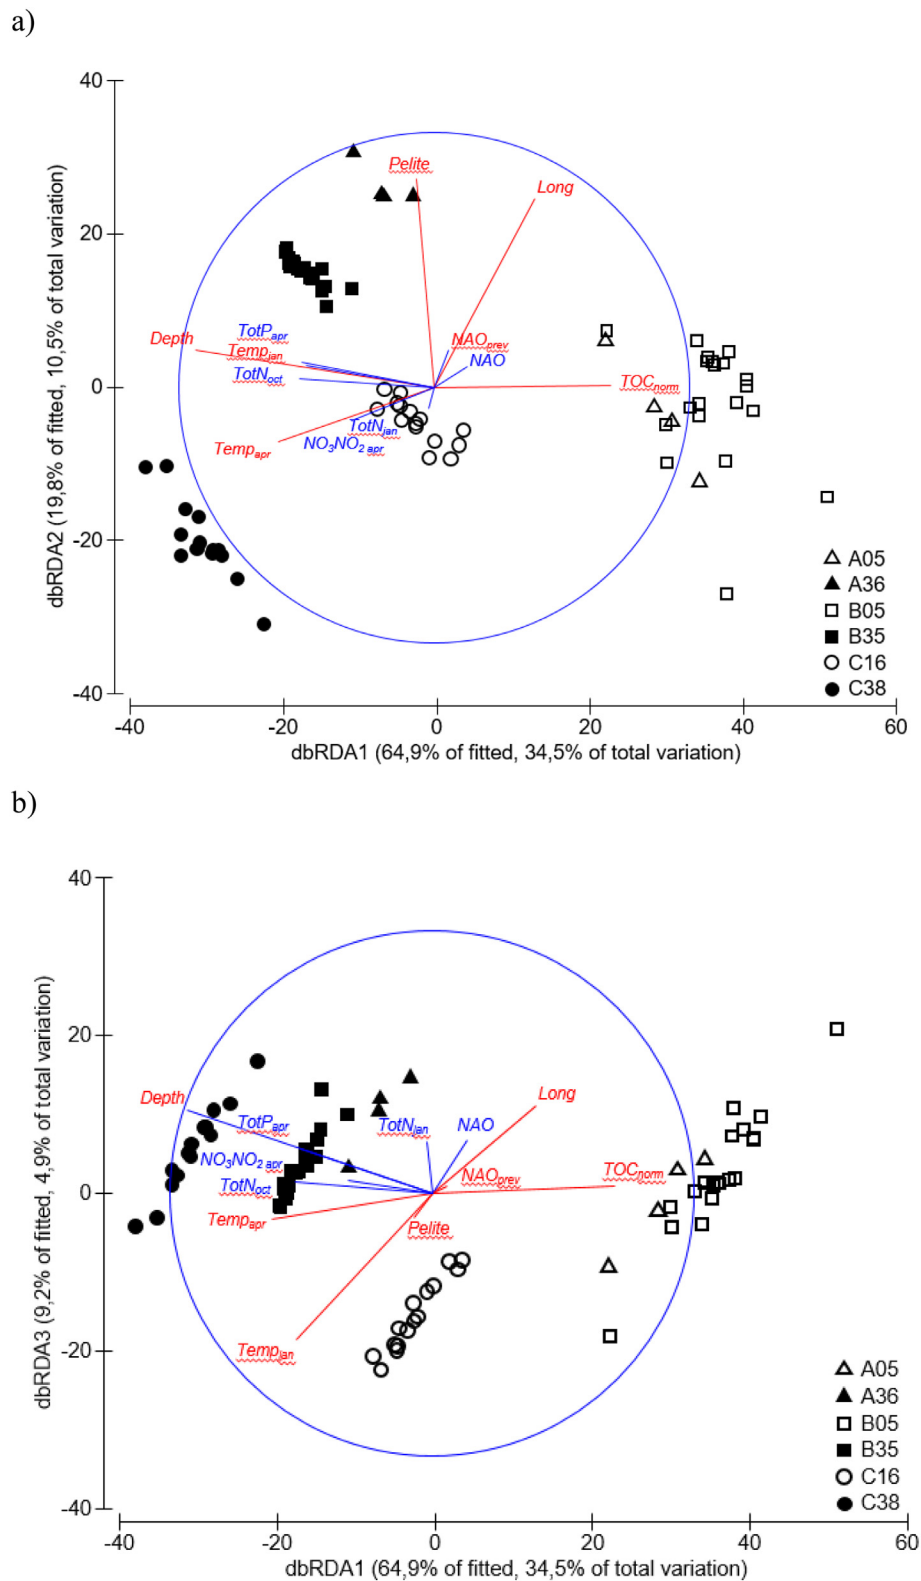 a)
40
20
0
-20
-40
dbRDA2 (19,8% of fitted, 10,5% of total variation)
Pelite
Long
Depth
TotPapr
Tempjan
TotNoct
NAOprev
NAO
TOCnorm
Tempapr
TotNjan
NO3NO2 apr
A05
A36
B05
B35
C16
C38
-40
-20
0
20
40
60
dbRDA1 (64,9% of fitted, 34,5% of total variation)
b)
40
20
0
-20
-40
dbRDA3 (9,2% of fitted, 4,9% of total variation)
Depth
TotPapr
TotNjan
NAO
Long
NO3NO2 apr
TotNoct
NAOprev
TOCnorm
Tempapr
Pelite
Tempjan
A05
A36
B05
B35
C16
C38
-40
-20
0
20
40
60
dbRDA1 (64,9% of fitted, 34,5% of total variation)